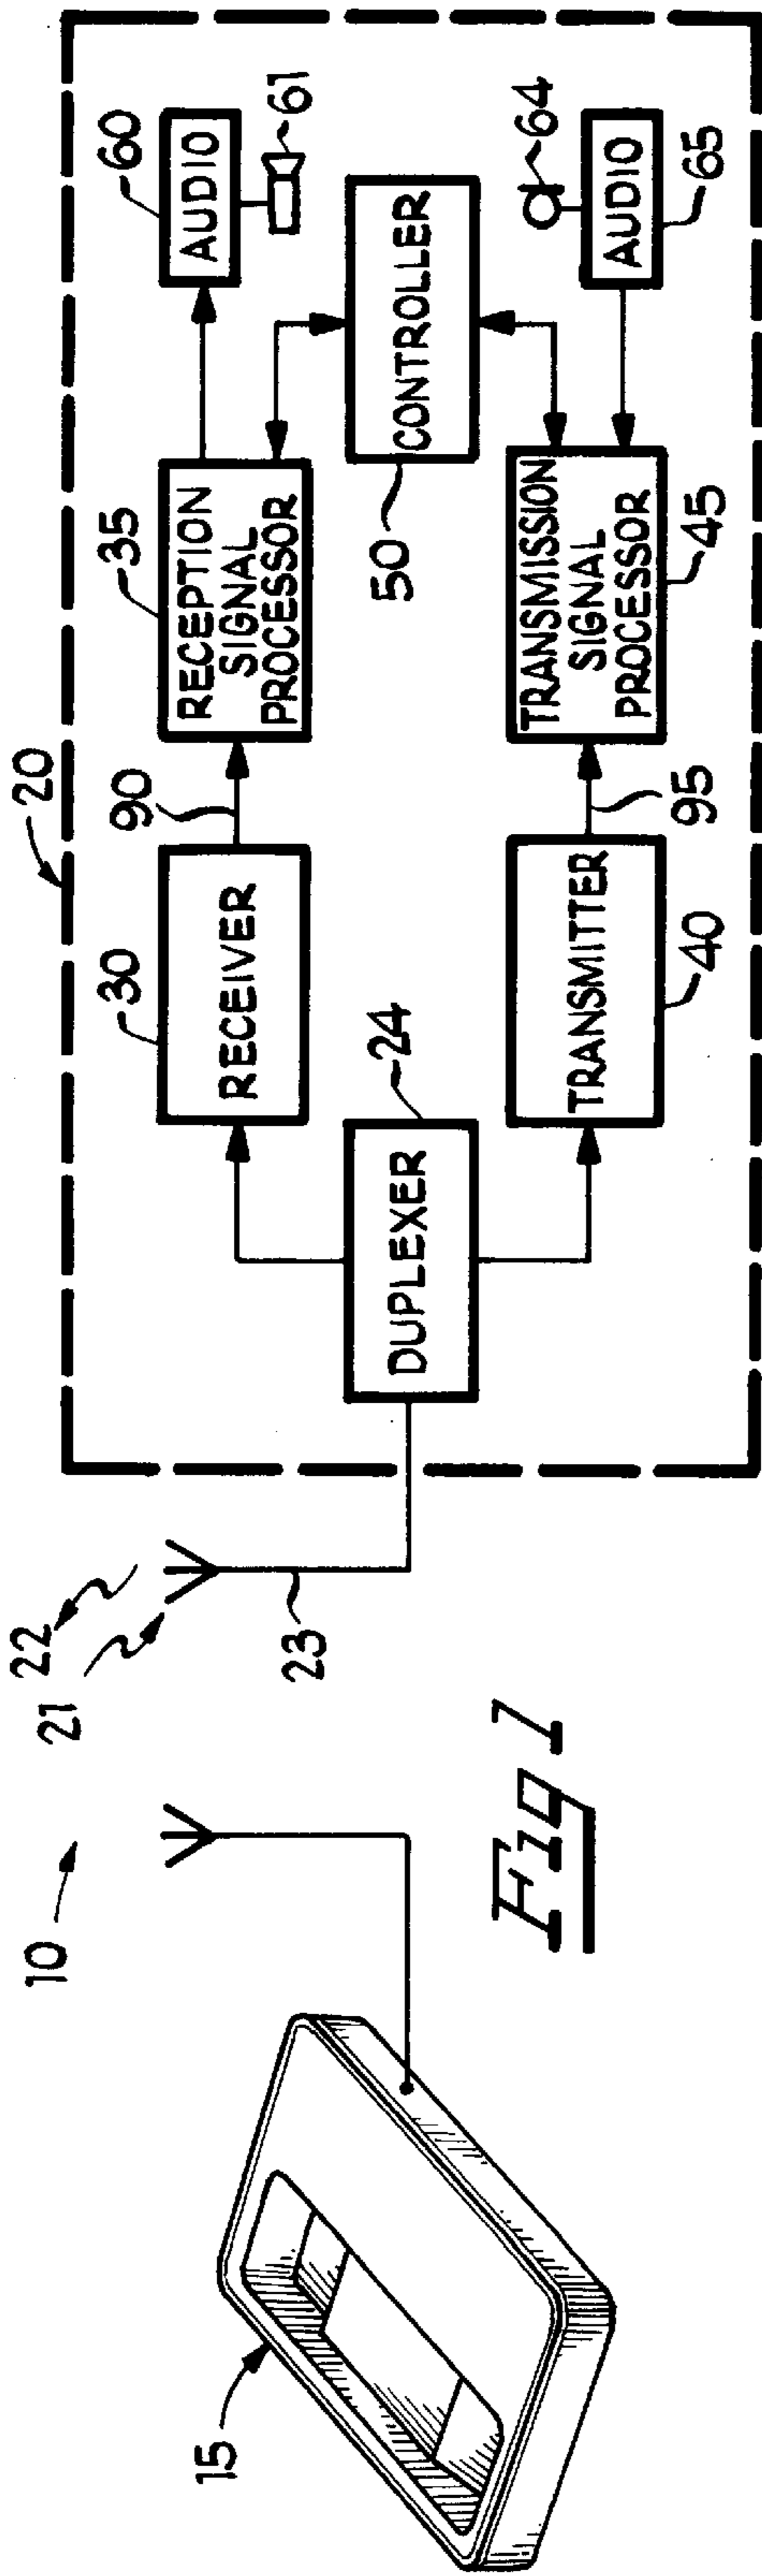 20
30
90
35
60
RECEIVER
RECEPTION
SIGNAL
PROCESSOR
AUDIO
61
22
21
10
23
DUPLEXER
24
50
CONTROLLER
64
TRANSMITTER
TRANSMISSION
SIGNAL
PROCESSOR
AUDIO
40
95
45
65
15
Fig 1